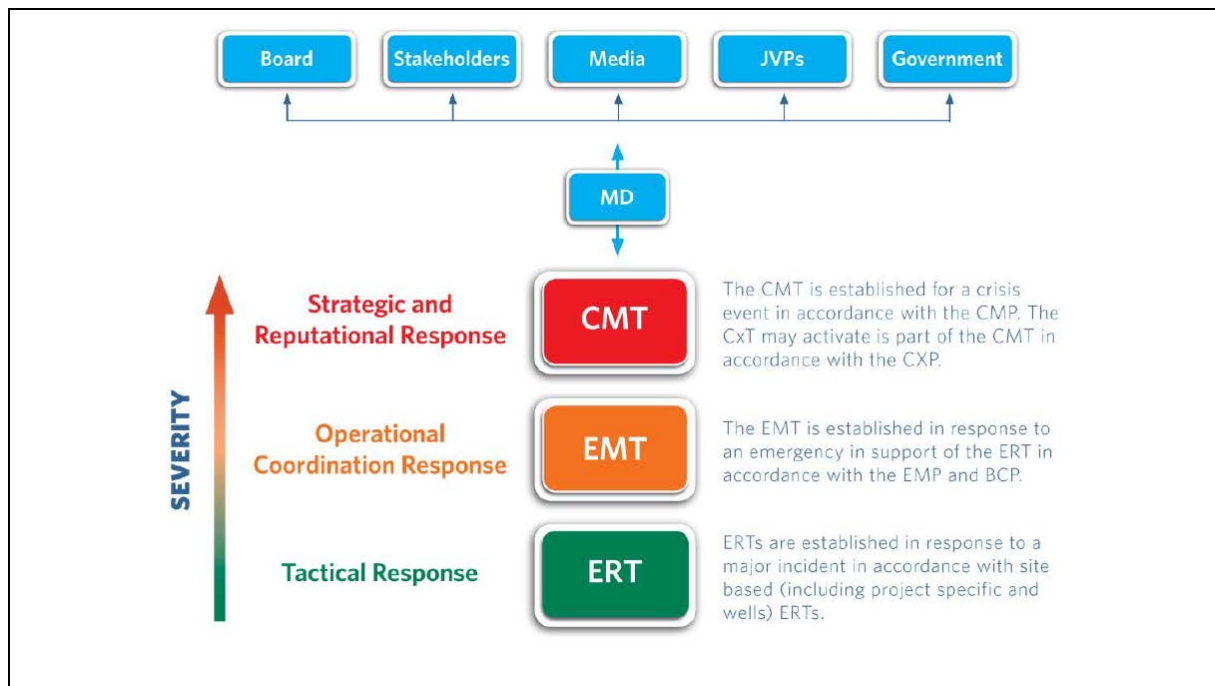 Board
Stakeholders
Media
JVPs
Government
MD
SEVERITY
Strategic and
Reputational Response
CMT
The CMT is established for a crisis
event in accordance with the CMP. The
CxT may activate is part of the CMT in
accordance with the CXP.
Operational
Coordination Response
EMT
The EMT is established in response to
an emergency in support of the ERT in
accordance with the EMP and BCP.
Tactical Response
ERT
ERTs are established in response to a
major incident in accordance with site
based (including project specific and
wells) ERTs.